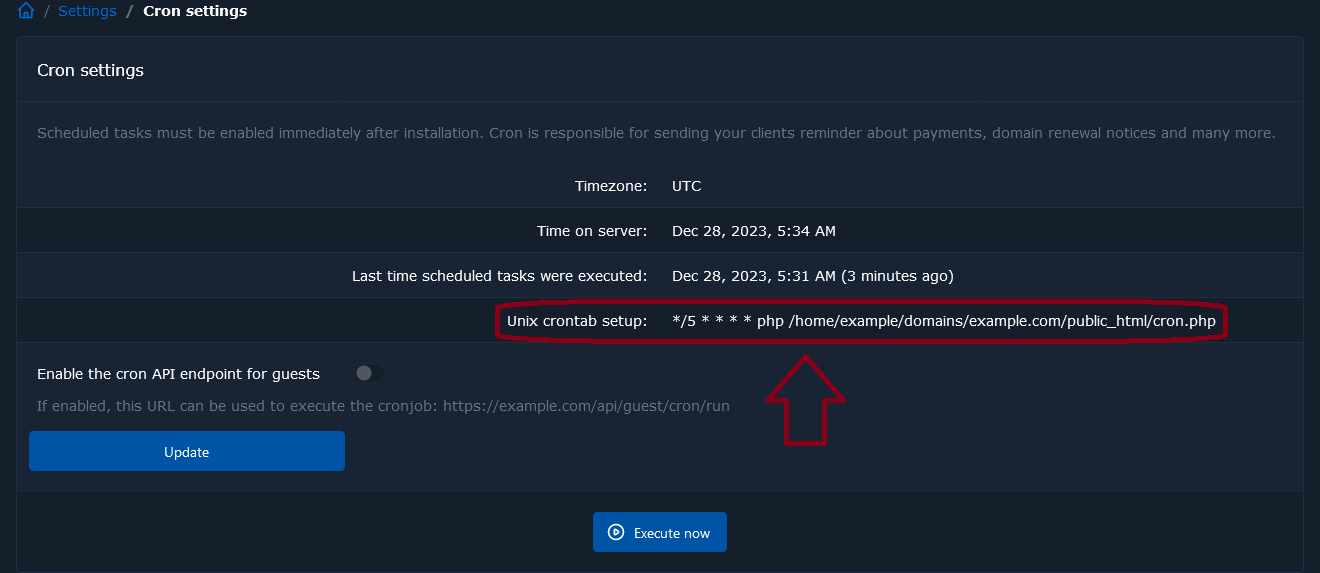 / Settings / Cron settings
Cron settings
Scheduled tasks must be enabled immediately after installation. Cron is responsible for sending your clients reminder about payments, domain renewal notices and many more.
Timezone: UTC
Time on server: Dec 28, 2023, 5:34 AM
Last time scheduled tasks were executed: Dec 28, 2023, 5:31 AM (3 minutes ago)
Unix crontab setup: */5 * * * * php /home/example/domains/example.com/public_html/cron.php
Enable the cron API endpoint for guests
If enabled, this URL can be used to execute the cronjob: https://example.com/api/guest/cron/run
Update
Execute now